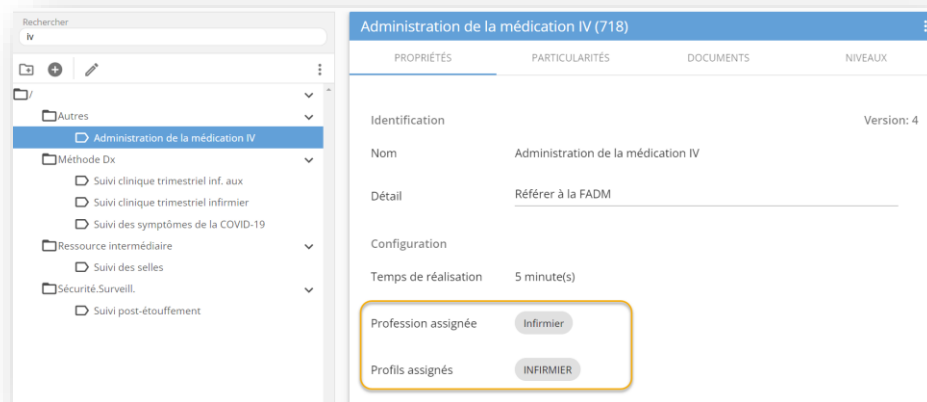 Rechercher
iv
/
Autres
Administration de la médication IV
Méthode Dx
Suivi clinique trimestriel inf. aux
Suivi clinique trimestriel infirmier
Suivi des symptômes de la COVID-19
Ressource intermédiaire
Suivi des selles
Sécurité.Surveill.
Suivi post-étouffement
Administration de la médication IV (718)
PROPRIÉTÉS PARTICULARITÉS DOCUMENTS NIVEAUX
Identification Version: 4
Nom Administration de la médication IV
Détail Référer à la FADM
Configuration
Temps de réalisation 5 minute(s)
Profession assignée Infirmier
Profils assignés INFIRMIER